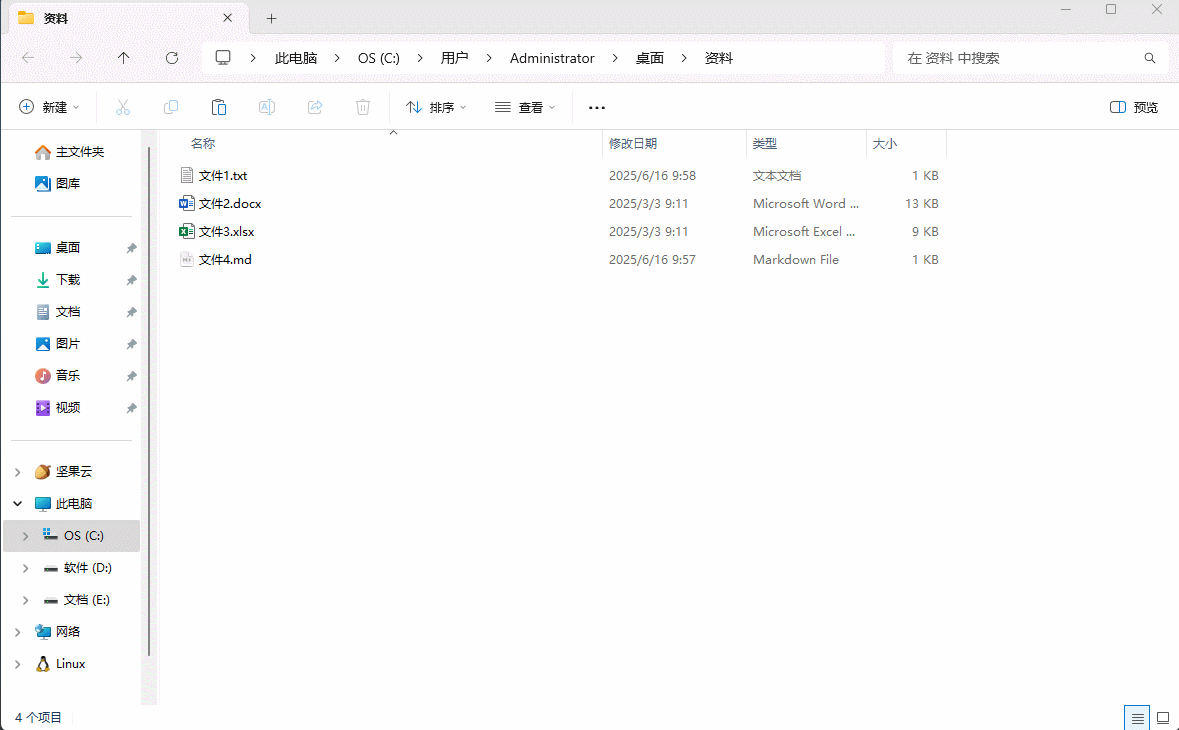 资料
此电脑 OS (C:) 用户 Administrator 桌面 资料 在 资料 中搜索
新建 排序 查看 预览
名称 修改日期 类型 大小
文件1.txt 2025/6/16 9:58 文本文档 1 KB
文件2.docx 2025/3/3 9:11 Microsoft Word ... 13 KB
文件3.xlsx 2025/3/3 9:11 Microsoft Excel ... 9 KB
文件4.md 2025/6/16 9:57 Markdown File 1 KB
主文件夹
图库
桌面
下载
文档
图片
音乐
视频
坚果云
此电脑
OS (C:)
软件 (D:)
文档 (E:)
网络
Linux
4 个项目